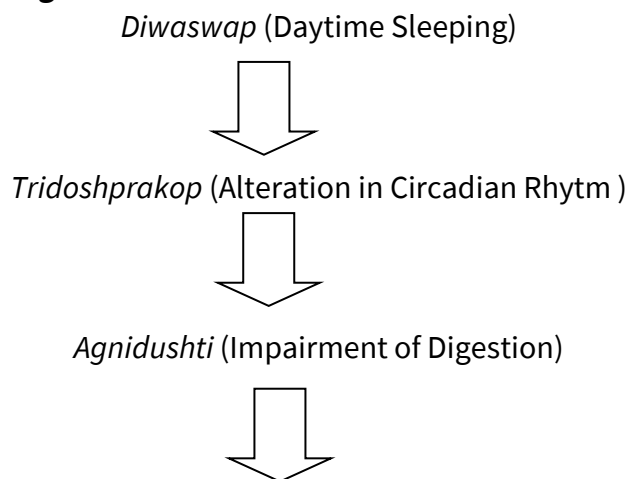 Diwaswap (Daytime Sleeping)
Tridoshprakop (Alteration in Circadian Rhytm )
Agnidushti (Impairment of Digestion)